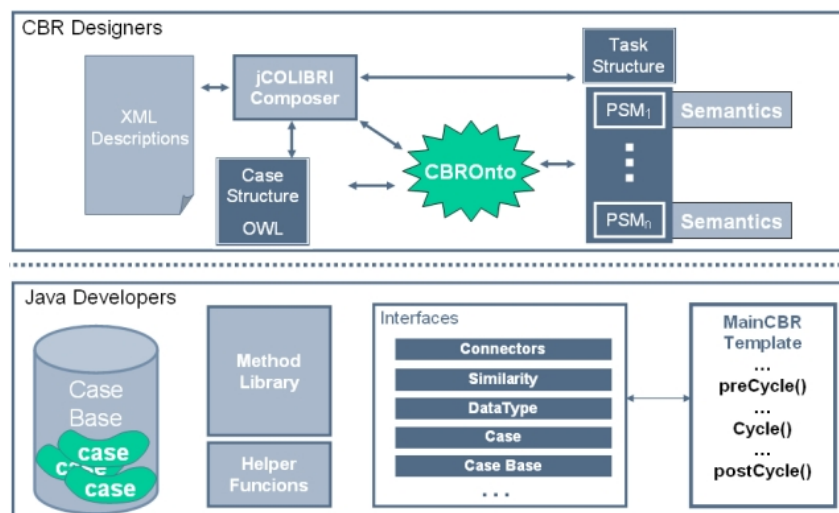 CBR Designers
XML
Descriptions
jCOLIBRI
Composer
Case
Structure
OWL
CBROnto
Task
Structure
PSM1
Semantics
PSMn
Semantics
Java Developers
Case
Base
case
case
case
Method
Library
Helper
Funcions
Interfaces
Connectors
Similarity
DataType
Case
Case Base
...
MainCBR
Template
...
preCycle()
...
Cycle()
...
postCycle()